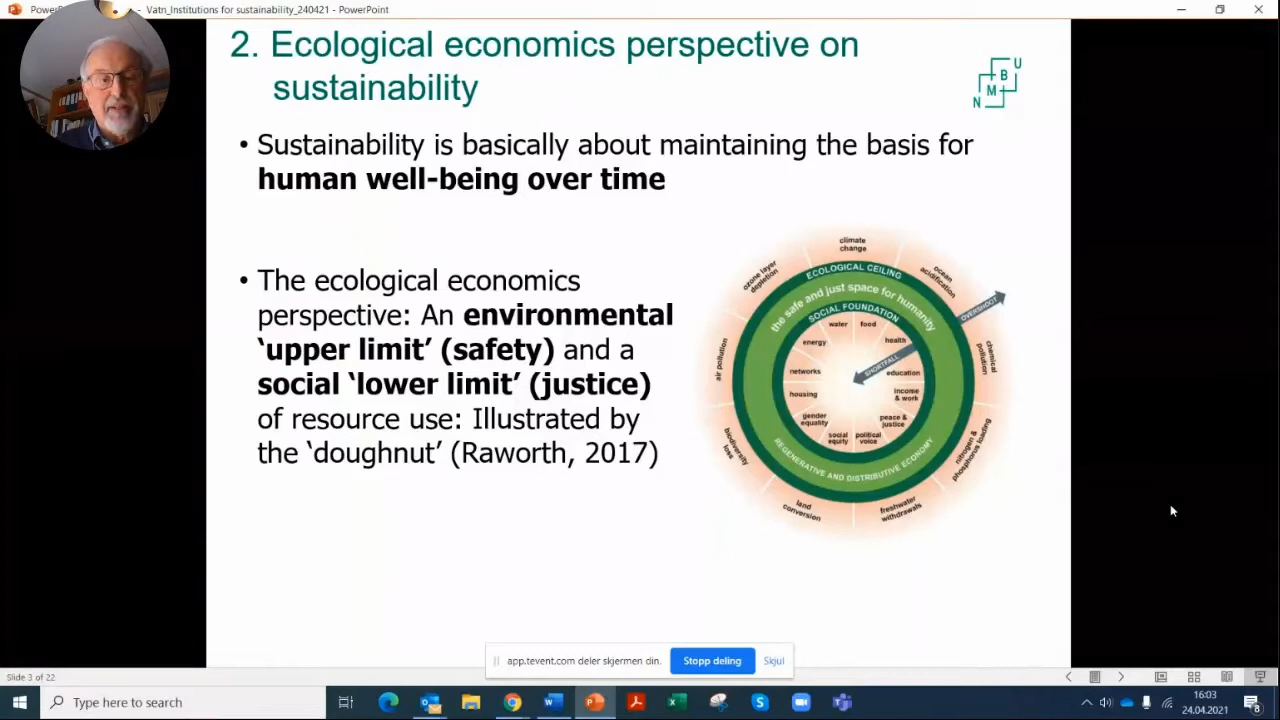 Vatn_Institutions for sustainability_240421 - PowerPoint
2. Ecological economics perspective on
sustainability
U
B
M
N
• Sustainability is basically about maintaining the basis for
human well-being over time
• The ecological economics
perspective: An environmental
‘upper limit’ (safety) and a
social ‘lower limit’ (justice)
of resource use: Illustrated by
the ‘doughnut’ (Raworth, 2017)
climate
change
ocean
acidification
chemical
pollution
nitrogen &
phosphorus loading
freshwater
withdrawals
land
conversion
biodiversity
loss
air pollution
ozone layer
depletion
ECOLOGICAL CEILING
the safe and just space for humanity
SOCIAL FOUNDATION
OVERSHOOT
SHORTFALL
water
food
health
education
income
& work
peace &
justice
political
voice
social
equity
gender
equality
housing
networks
energy
REGENERATIVE AND DISTRIBUTIVE ECONOMY
app.tevent.com deler skjermen din.
Stopp deling
Skjul
Slide 3 of 22
Type here to search
16:03
24.04.2021
8